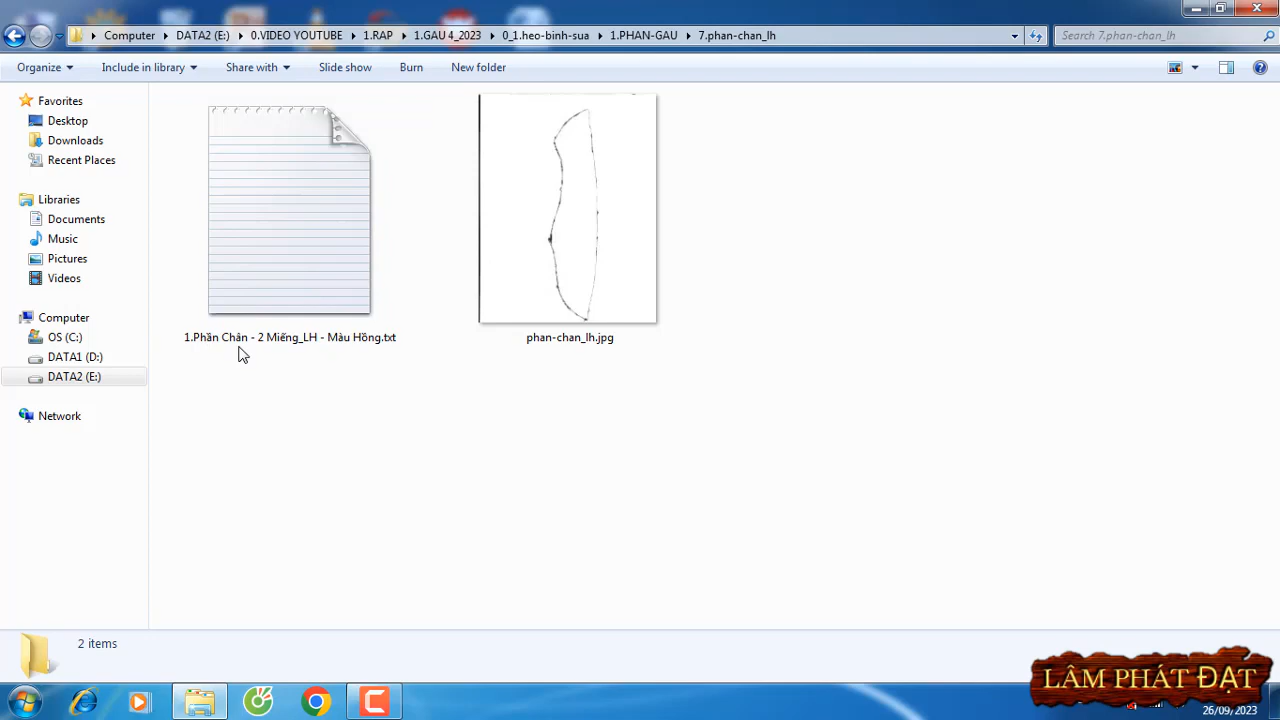 Computer ▸ DATA2 (E:) ▸ 0.VIDEO YOUTUBE ▸ 1.RAP ▸ 1.GAU 4_2023 ▸ 0_1.heo-binh-sua ▸ 1.PHAN-GAU ▸ 7.phan-chan_lh
Search 7.phan-chan_lh
Organize Include in library Share with Slide show Burn New folder
Favorites
Desktop
Downloads
Recent Places
Libraries
Documents
Music
Pictures
Videos
Computer
OS (C:)
DATA1 (D:)
DATA2 (E:)
Network
1.Phần Chân - 2 Miếng_LH - Màu Hồng.txt
phan-chan_lh.jpg
2 items
LÂM PHÁT ĐẠT
26/09/2023